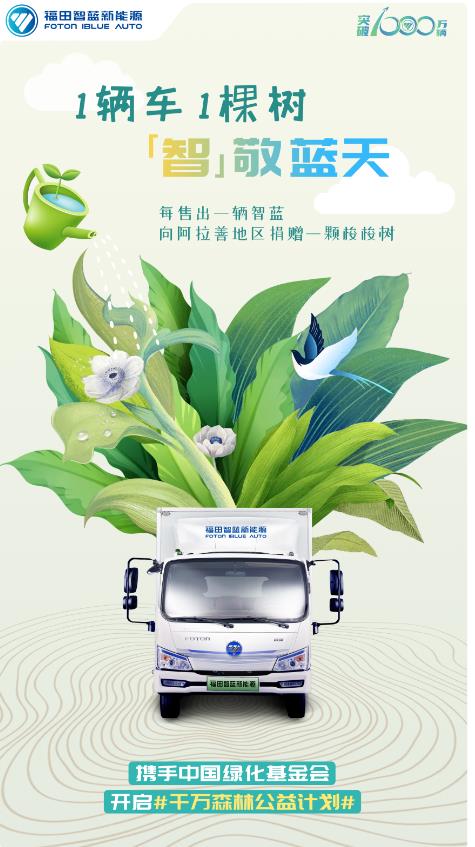 福田智蓝新能源
FOTON IBLUE AUTO
突破1000万辆
1辆车1棵树
「智」敬蓝天
每售出一辆智蓝
向阿拉善地区捐赠一颗梭梭树
福田智蓝新能源
FOTON IBLUE AUTO
FOTON
福田智蓝新能源
携手中国绿化基金会
开启#千万森林公益计划#